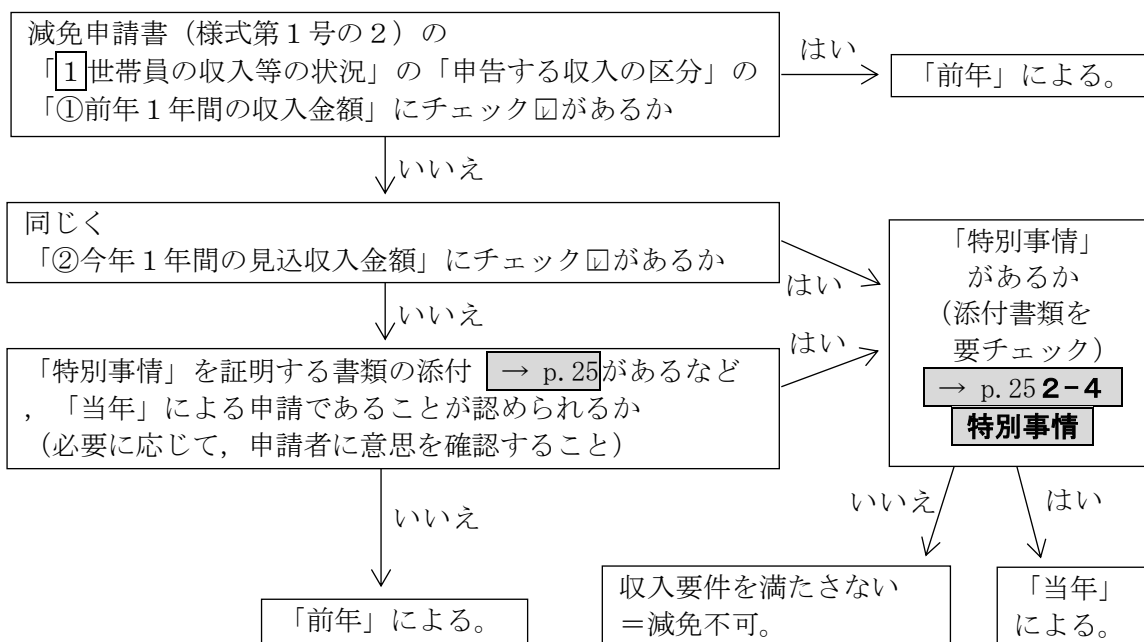 減免申請書（様式第１号の２）の
「1世帯員の収入等の状況」の「申告する収入の区分」の
「①前年１年間の収入金額」にチェック☑があるか
はい
「前年」による。
いいえ
同じく
「②今年１年間の見込収入金額」にチェック☑があるか
はい
いいえ
「特別事情」を証明する書類の添付 → p.25があるなど
，「当年」による申請であることが認められるか
（必要に応じて，申請者に意思を確認すること）
はい
「特別事情」
があるか
（添付書類を
要チェック）
→ p.25 2-4
特別事情
いいえ
はい
いいえ
「前年」による。
収入要件を満たさない
＝減免不可。
「当年」
による。